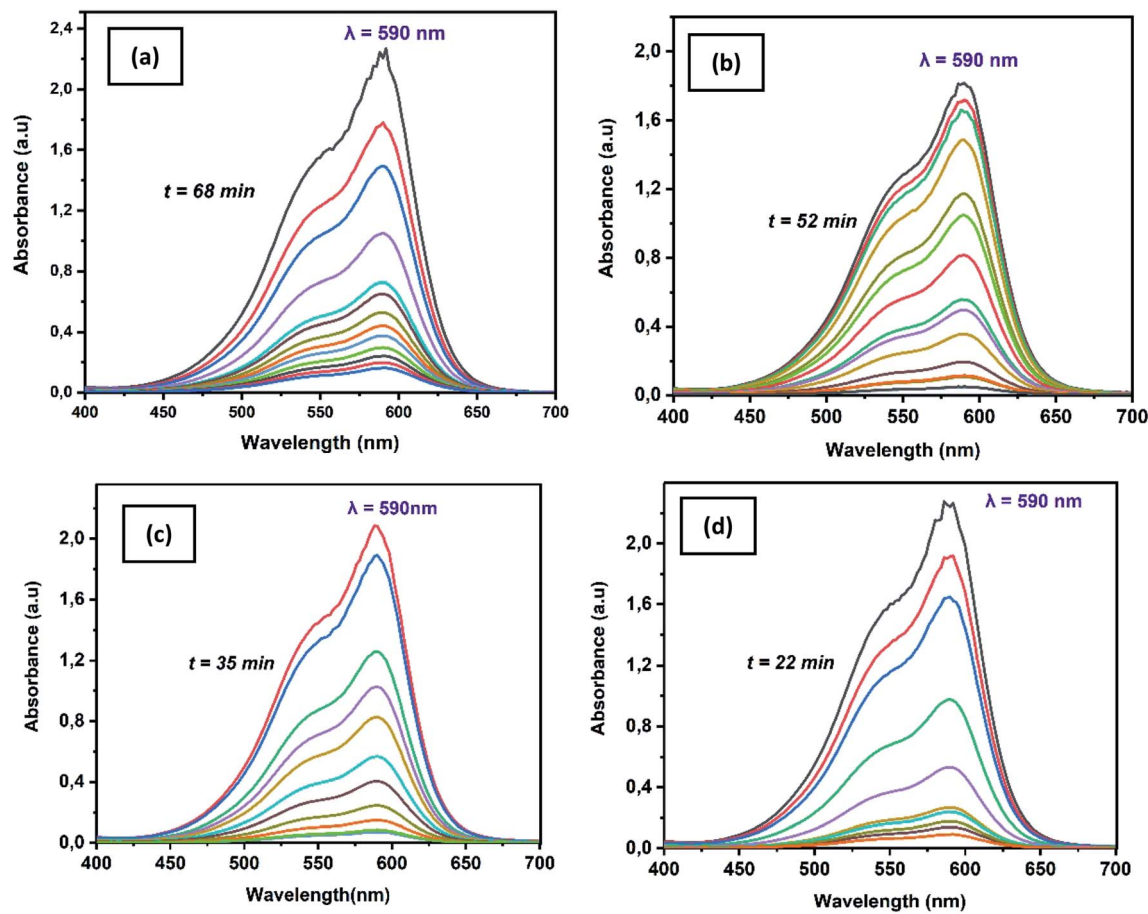 (a)
λ = 590 nm
t = 68 min
Absorbance (a.u)
2,4
2,0
1,6
1,2
0,8
0,4
0,0
400 450 500 550 600 650 700
Wavelength(nm)
(b)
λ = 590 nm
t = 52 min
Absorbance (a.u)
2,0
1,6
1,2
0,8
0,4
0,0
400 450 500 550 600 650 700
Wavelength (nm)
(c)
λ = 590nm
t = 35 min
Absorbance (a.u)
2,0
1,6
1,2
0,8
0,4
0,0
400 450 500 550 600 650 700
Wavelength(nm)
(d)
λ = 590 nm
t = 22 min
Absorbance (a.u)
2,0
1,6
1,2
0,8
0,4
0,0
400 450 500 550 600 650 700
Wavelength (nm)